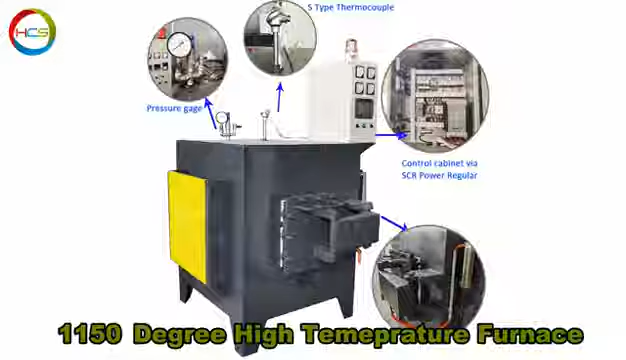 S Type Thermocouple
HCS
Pressure gage
Control cabinet via
SCR Power Regular
1150 Degree High Temeprature Furnace